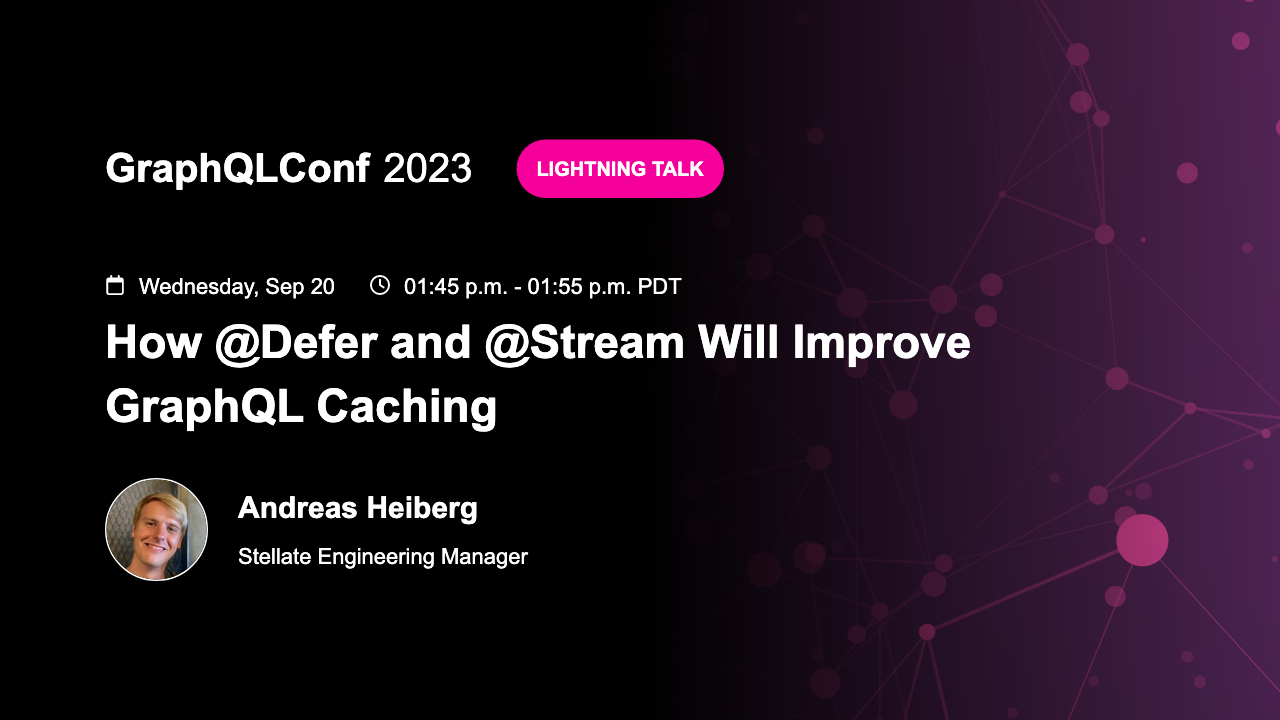 GraphQLConf 2023
LIGHTNING TALK
Wednesday, Sep 20
01:45 p.m. - 01:55 p.m. PDT
How @Defer and @Stream Will Improve
GraphQL Caching
Andreas Heiberg
Stellate Engineering Manager